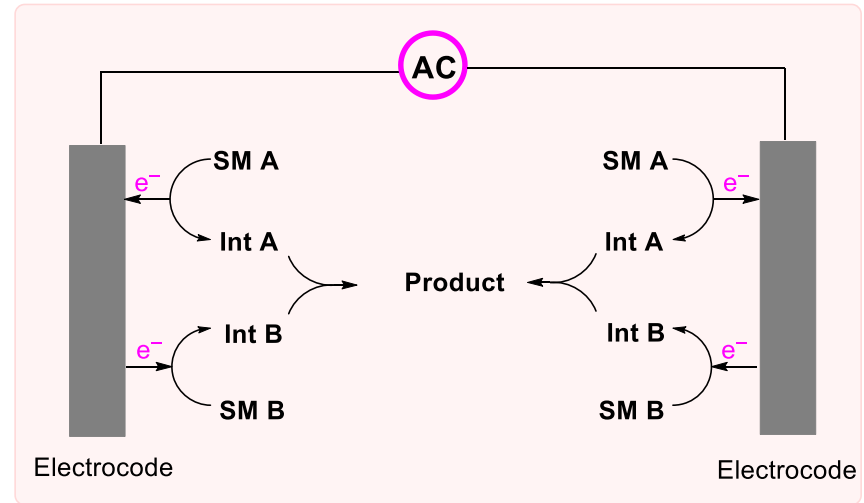 AC
SM A
SM A
e⁻
e⁻
Int A
Int A
Product
Int B
Int B
e⁻
e⁻
SM B
SM B
Electrocode
Electrocode